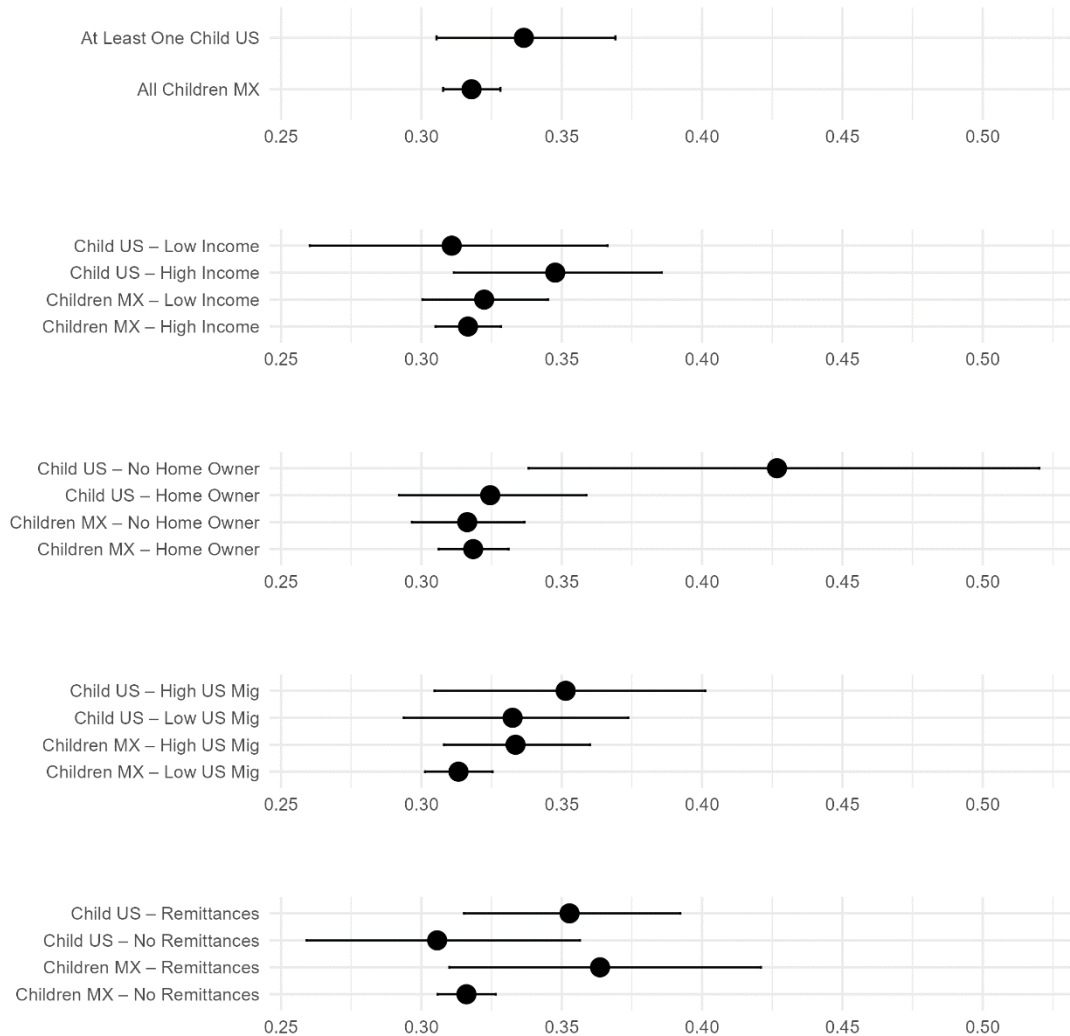 At Least One Child US
All Children MX
0.25 0.30 0.35 0.40 0.45 0.50
Child US – Low Income
Child US – High Income
Children MX – Low Income
Children MX – High Income
0.25 0.30 0.35 0.40 0.45 0.50
Child US – No Home Owner
Child US – Home Owner
Children MX – No Home Owner
Children MX – Home Owner
0.25 0.30 0.35 0.40 0.45 0.50
Child US – High US Mig
Child US – Low US Mig
Children MX – High US Mig
Children MX – Low US Mig
0.25 0.30 0.35 0.40 0.45 0.50
Child US – Remittances
Child US – No Remittances
Children MX – Remittances
Children MX – No Remittances
0.25 0.30 0.35 0.40 0.45 0.50